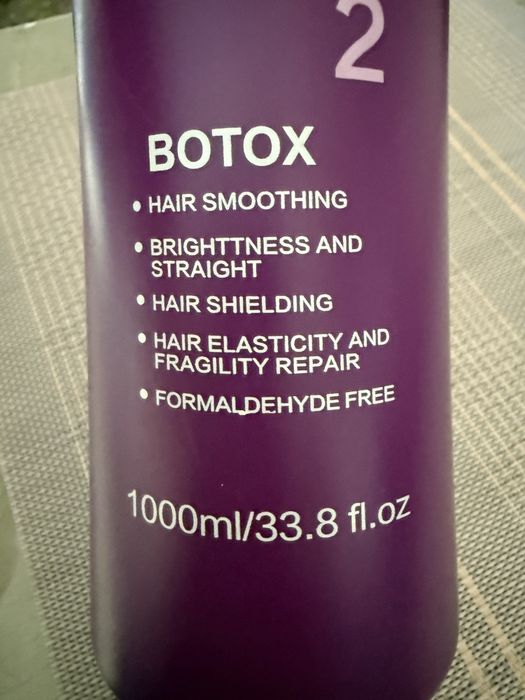 2
BOTOX
• HAIR SMOOTHING
• BRIGHTTNESS AND
STRAIGHT
• HAIR SHIELDING
• HAIR ELASTICITY AND
FRAGILITY REPAIR
• FORMALDEHYDE FREE
1000ml/33.8 fl.oz